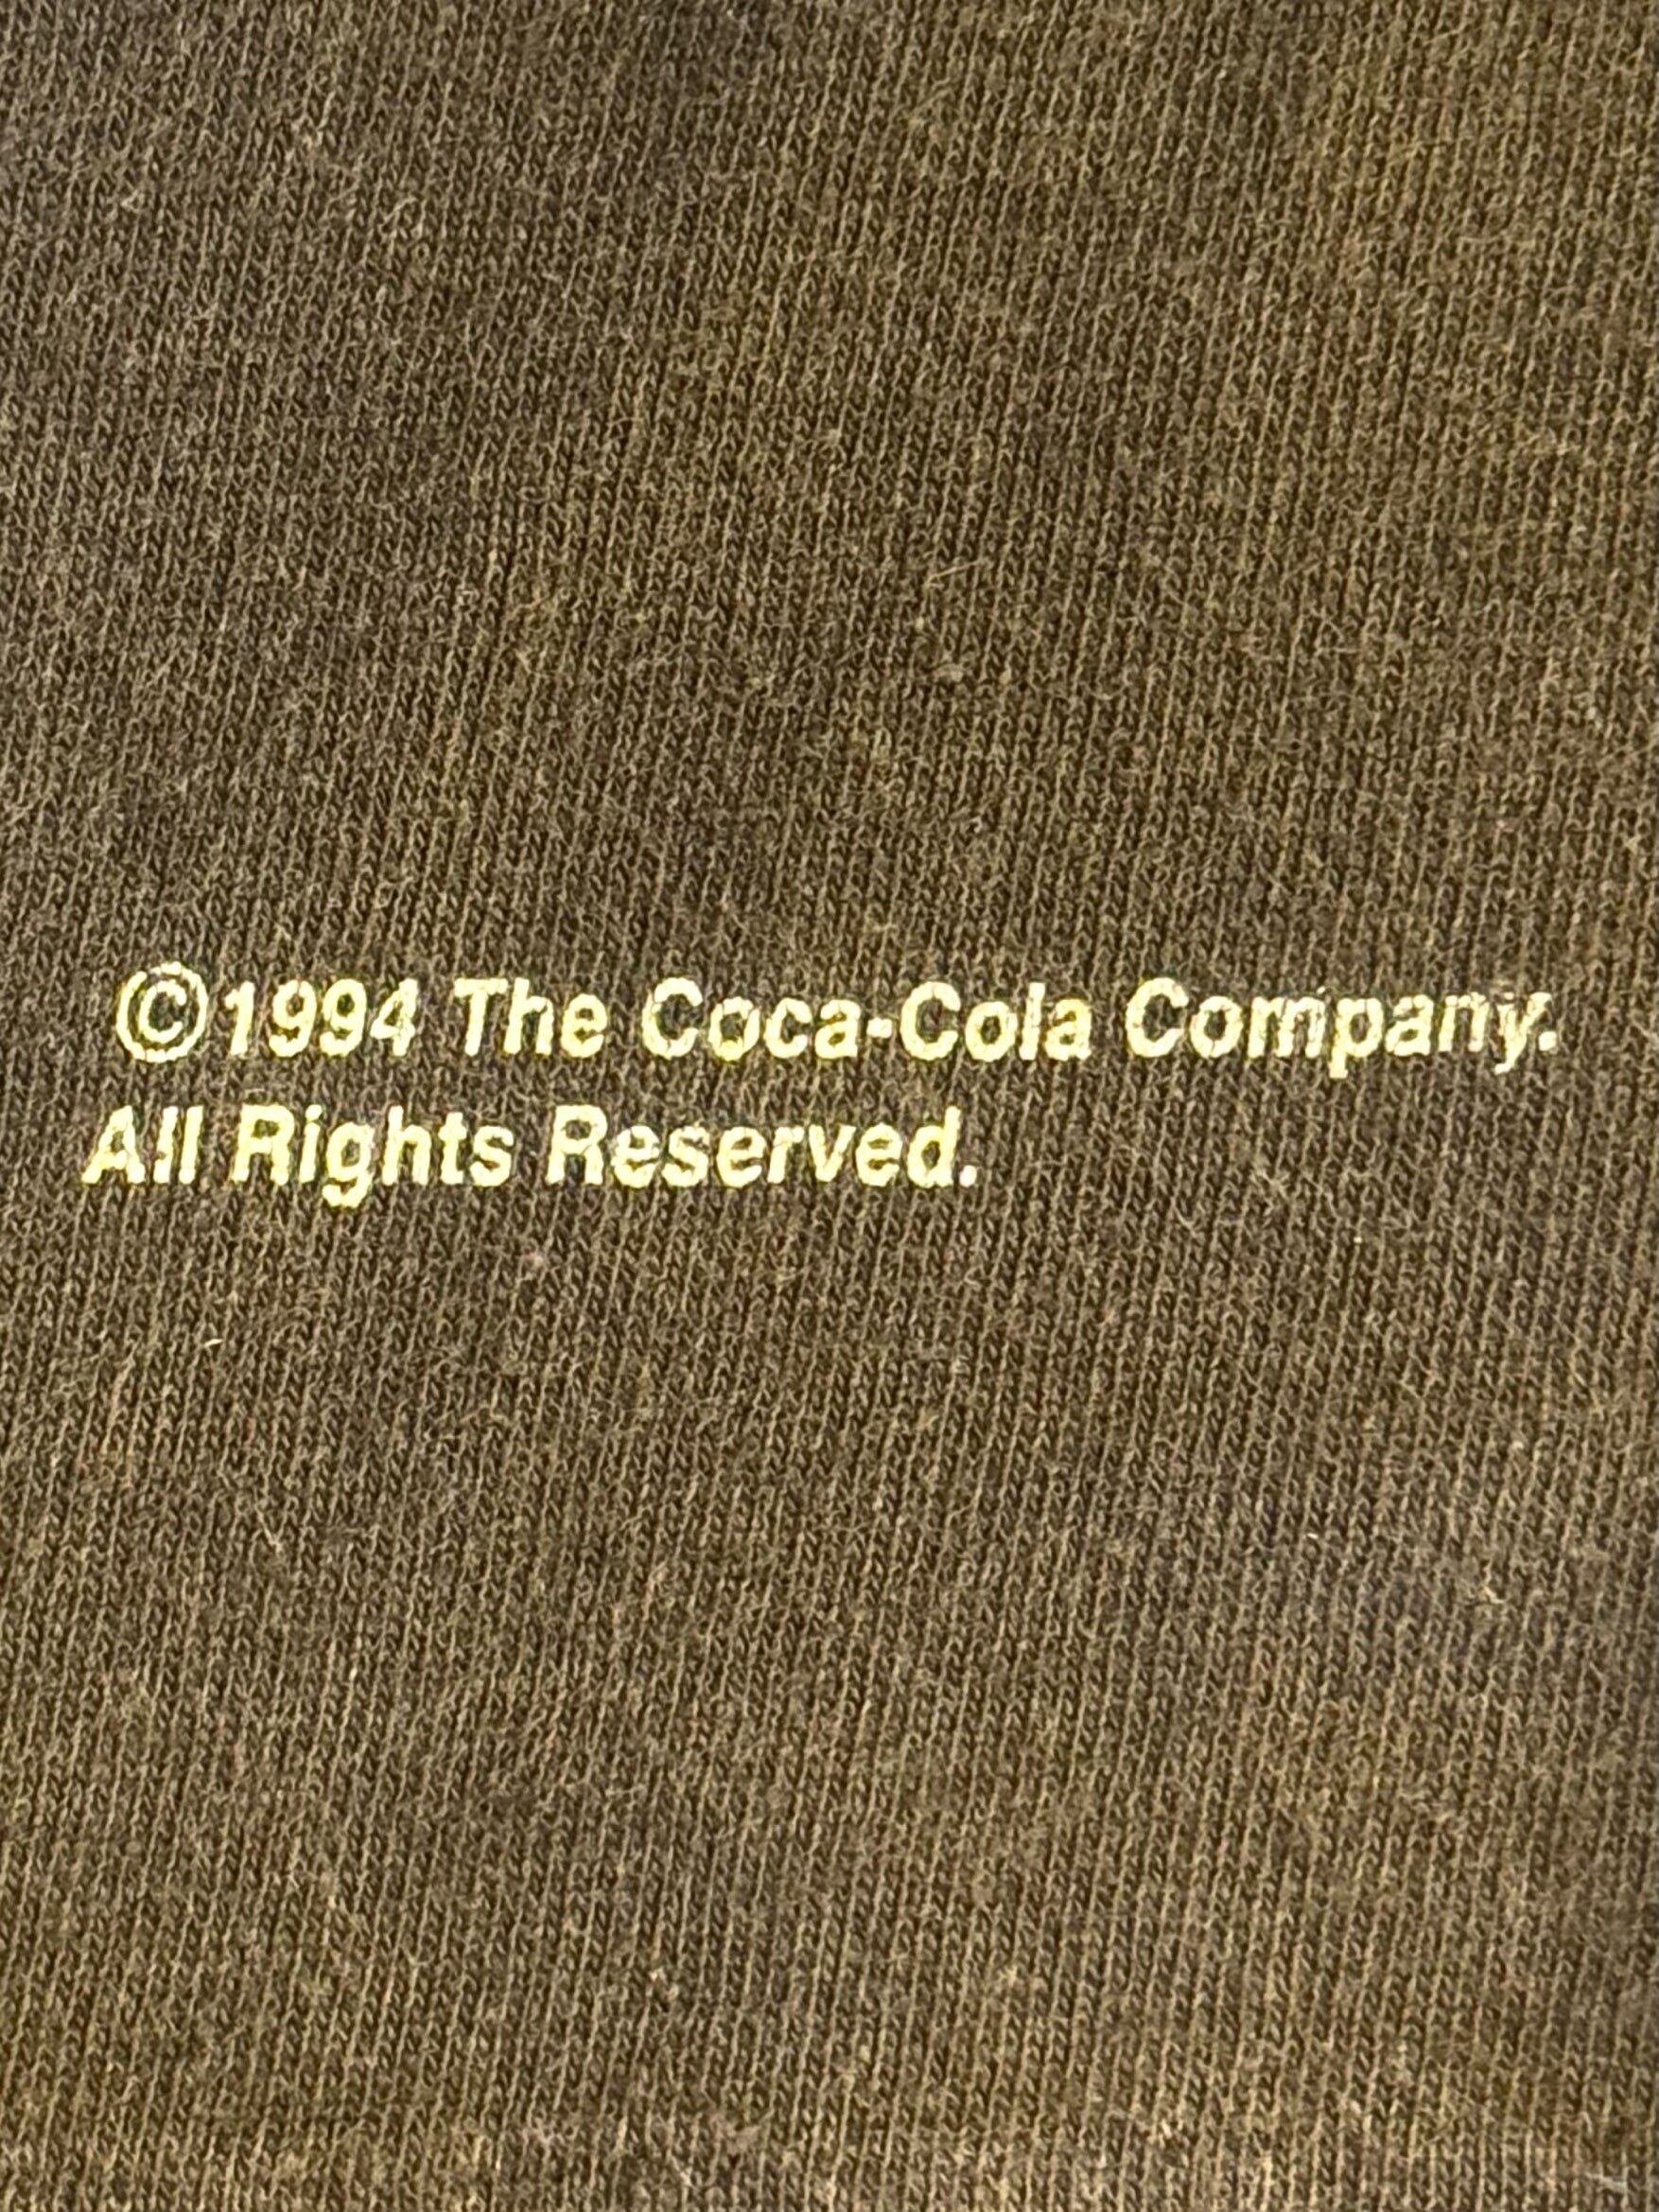 ©1994 The Coca-Cola Company.
All Rights Reserved.